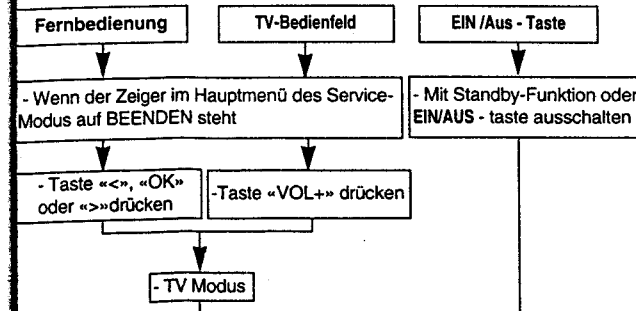 Fernbedienung
TV-Bedienfeld
EIN /Aus - Taste
- Wenn der Zeiger im Hauptmenü des Service-
Modus auf BEENDEN steht
- Mit Standby-Funktion oder
EIN/AUS - taste ausschalten
- Taste «<», «OK»
oder «>»drücken
-Taste «VOL+» drücken
- TV Modus